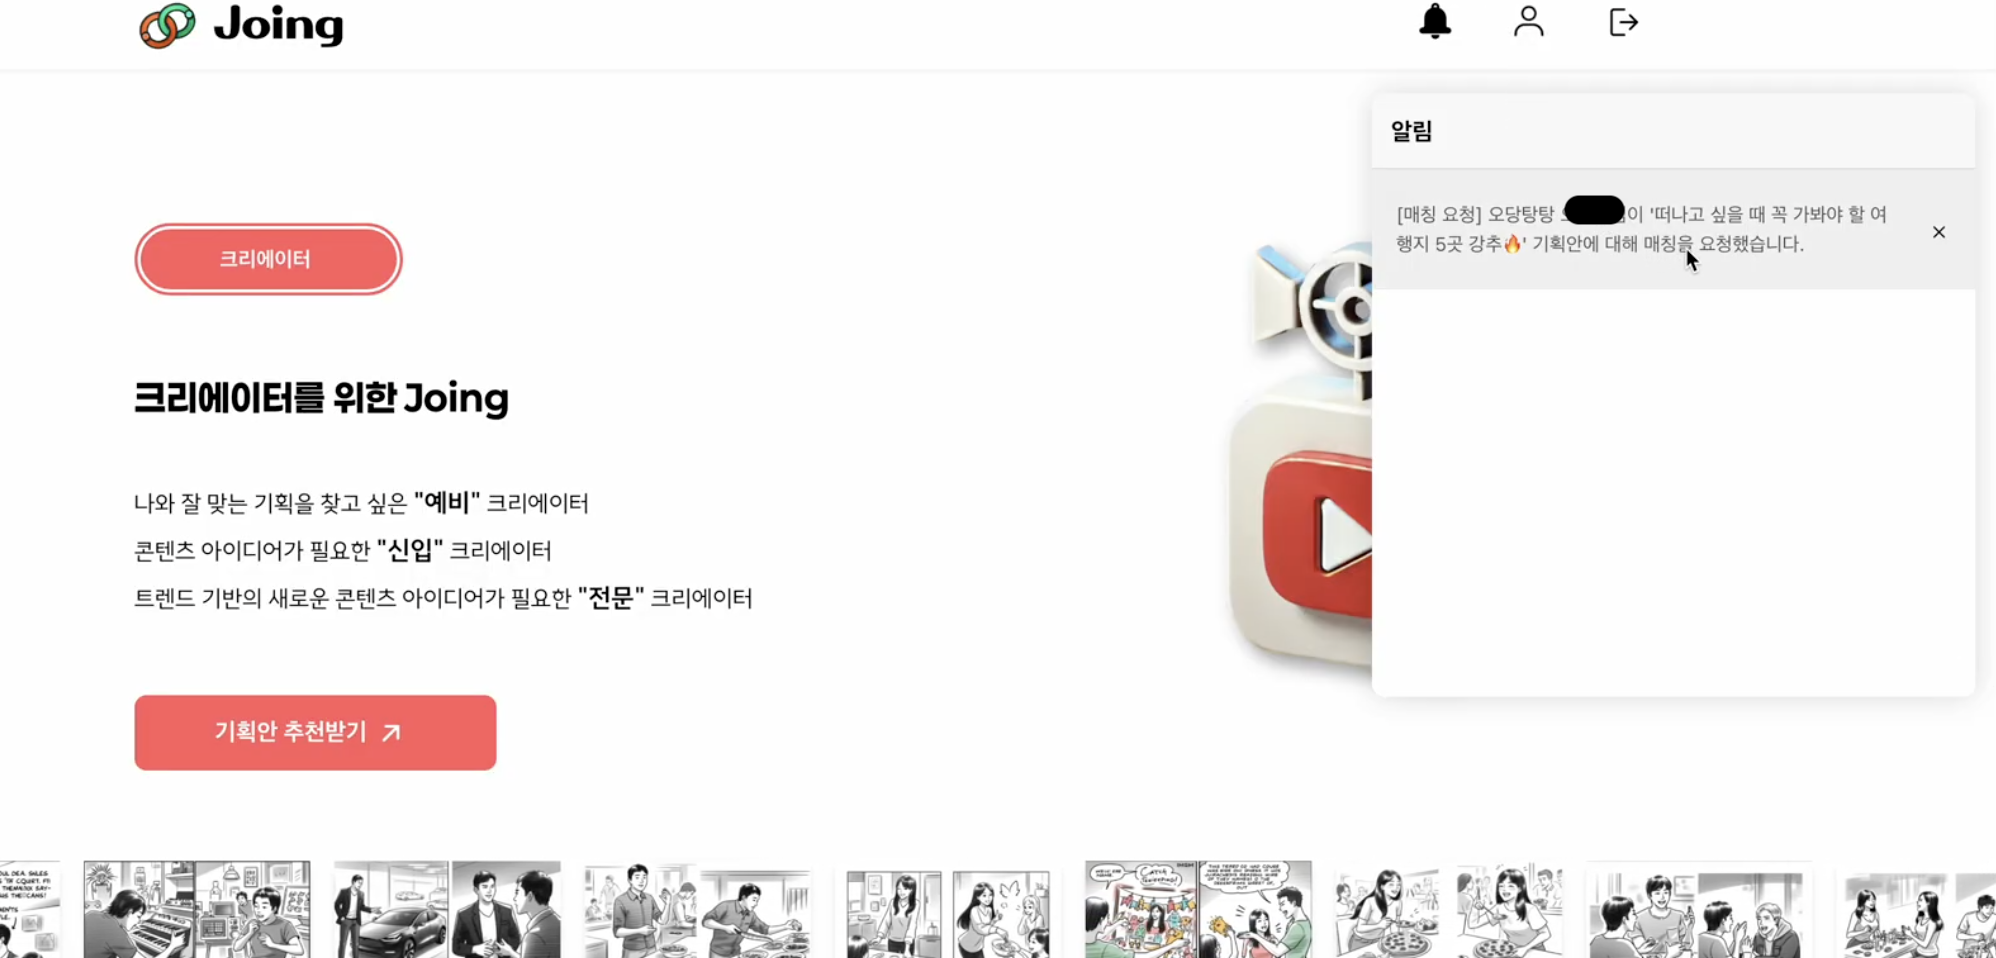 Joing
알림
[매칭 요청] 오당탕탕 이 '떠나고 싶을 때 꼭 가봐야 할 여
행지 5곳 강추🔥' 기획안에 대해 매칭을 요청했습니다.
크리에이터
크리에이터를 위한 Joing
나와 잘 맞는 기획을 찾고 싶은 "예비" 크리에이터
콘텐츠 아이디어가 필요한 "신입" 크리에이터
트렌드 기반의 새로운 콘텐츠 아이디어가 필요한 "전문" 크리에이터
기획안 추천받기